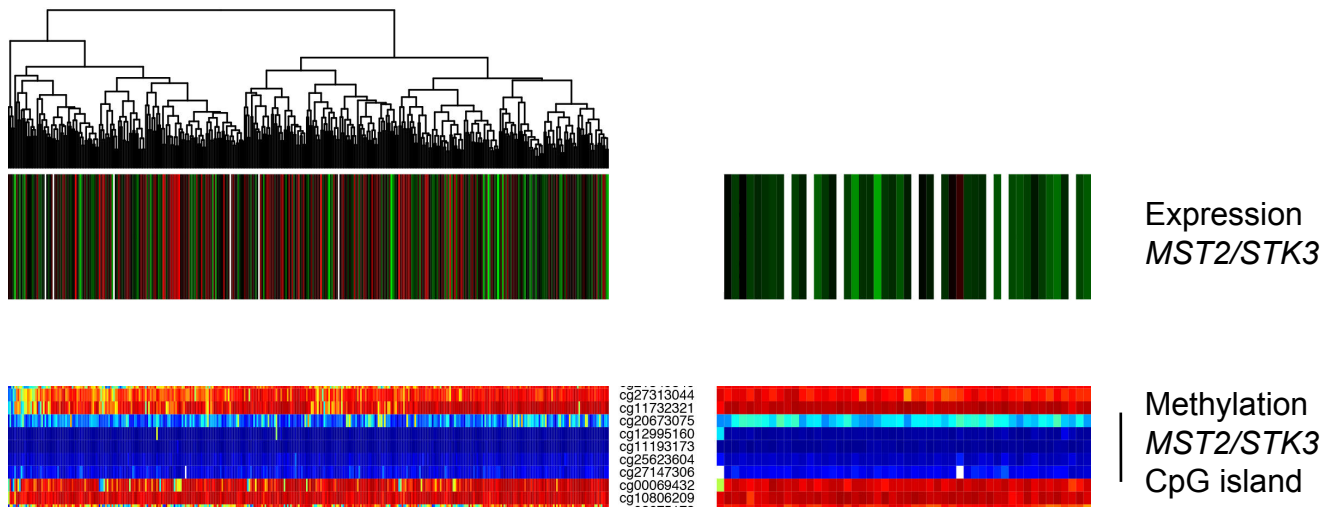 Expression
MST2/STK3
cg27313044
cg11732321
cg20673075
cg12995160
cg11193173
cg25623604
cg27147306
cg00069432
cg10806209
Methylation
MST2/STK3
CpG island